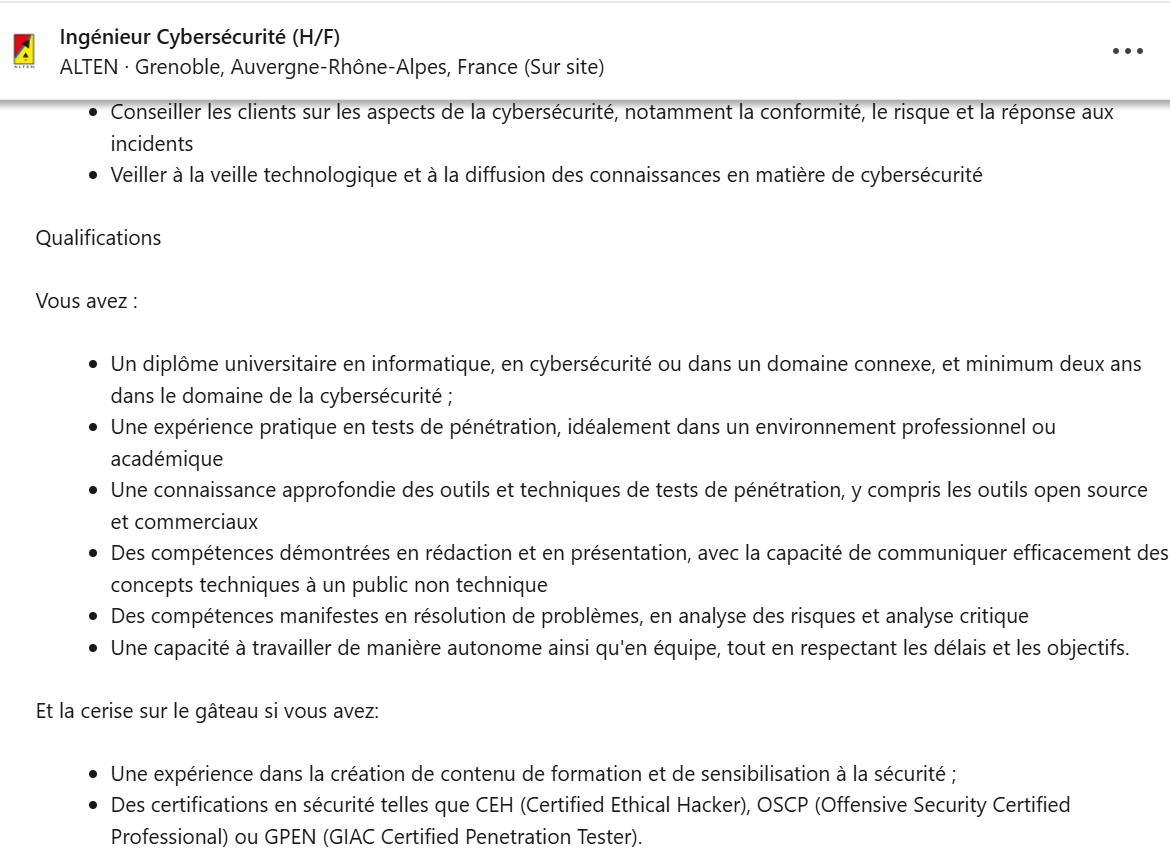 Ingénieur Cybersécurité (H/F)
ALTEN · Grenoble, Auvergne-Rhône-Alpes, France (Sur site)
ALTEN
• Conseiller les clients sur les aspects de la cybersécurité, notamment la conformité, le risque et la réponse aux
incidents
• Veiller à la veille technologique et à la diffusion des connaissances en matière de cybersécurité
Qualifications
Vous avez :
• Un diplôme universitaire en informatique, en cybersécurité ou dans un domaine connexe, et minimum deux ans
dans le domaine de la cybersécurité ;
• Une expérience pratique en tests de pénétration, idéalement dans un environnement professionnel ou
académique
• Une connaissance approfondie des outils et techniques de tests de pénétration, y compris les outils open source
et commerciaux
• Des compétences démontrées en rédaction et en présentation, avec la capacité de communiquer efficacement des
concepts techniques à un public non technique
• Des compétences manifestes en résolution de problèmes, en analyse des risques et analyse critique
• Une capacité à travailler de manière autonome ainsi qu'en équipe, tout en respectant les délais et les objectifs.
Et la cerise sur le gâteau si vous avez:
• Une expérience dans la création de contenu de formation et de sensibilisation à la sécurité ;
• Des certifications en sécurité telles que CEH (Certified Ethical Hacker), OSCP (Offensive Security Certified
Professional) ou GPEN (GIAC Certified Penetration Tester).